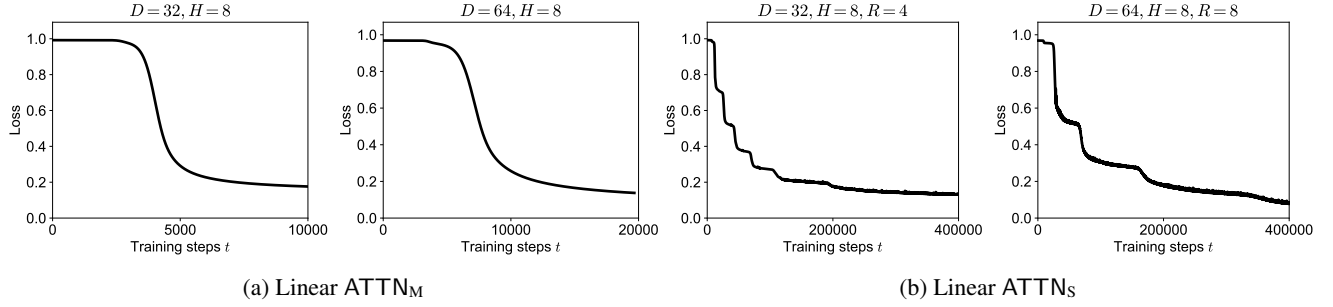 D = 32, H = 8
Loss
1.0
0.8
0.6
0.4
0.2
0.0
0 5000 10000
Training steps t
D = 64, H = 8
Loss
1.0
0.8
0.6
0.4
0.2
0.0
0 10000 20000
Training steps t
(a) Linear ATTN_M
D = 32, H = 8, R = 4
Loss
1.0
0.8
0.6
0.4
0.2
0.0
0 200000 400000
Training steps t
D = 64, H = 8, R = 8
Loss
1.0
0.8
0.6
0.4
0.2
0.0
0 200000 400000
Training steps t
(b) Linear ATTN_S